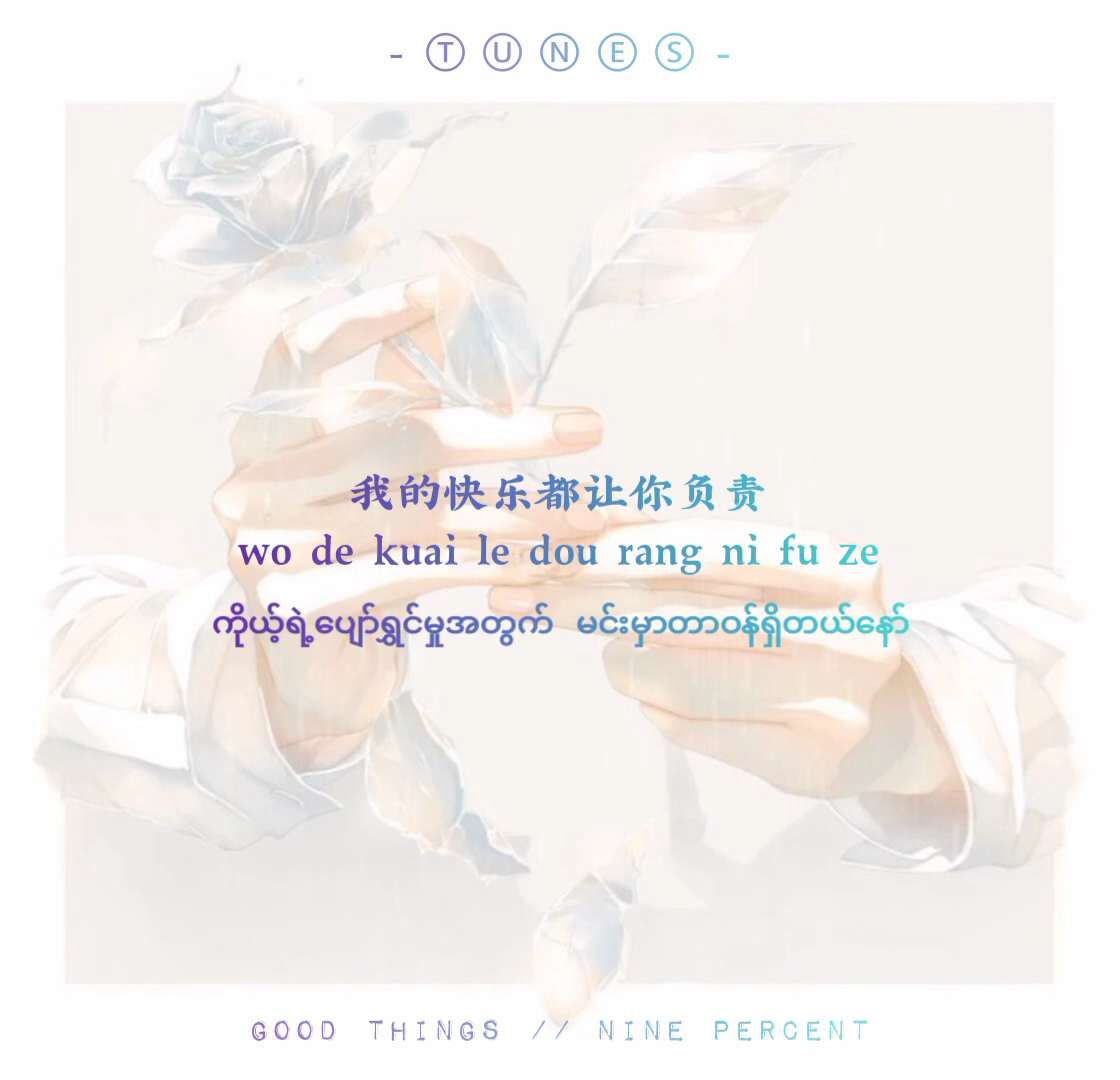 - Ⓣ Ⓤ Ⓝ Ⓔ Ⓢ -
我的快乐都让你负责
wo de kuai le dou rang ni fu ze
ကိုယ့်ရဲ့ပျော်ရွှင်မှုအတွက် မင်းမှာတာဝန်ရှိတယ်နော်
GOOD THINGS // NINE PERCENT